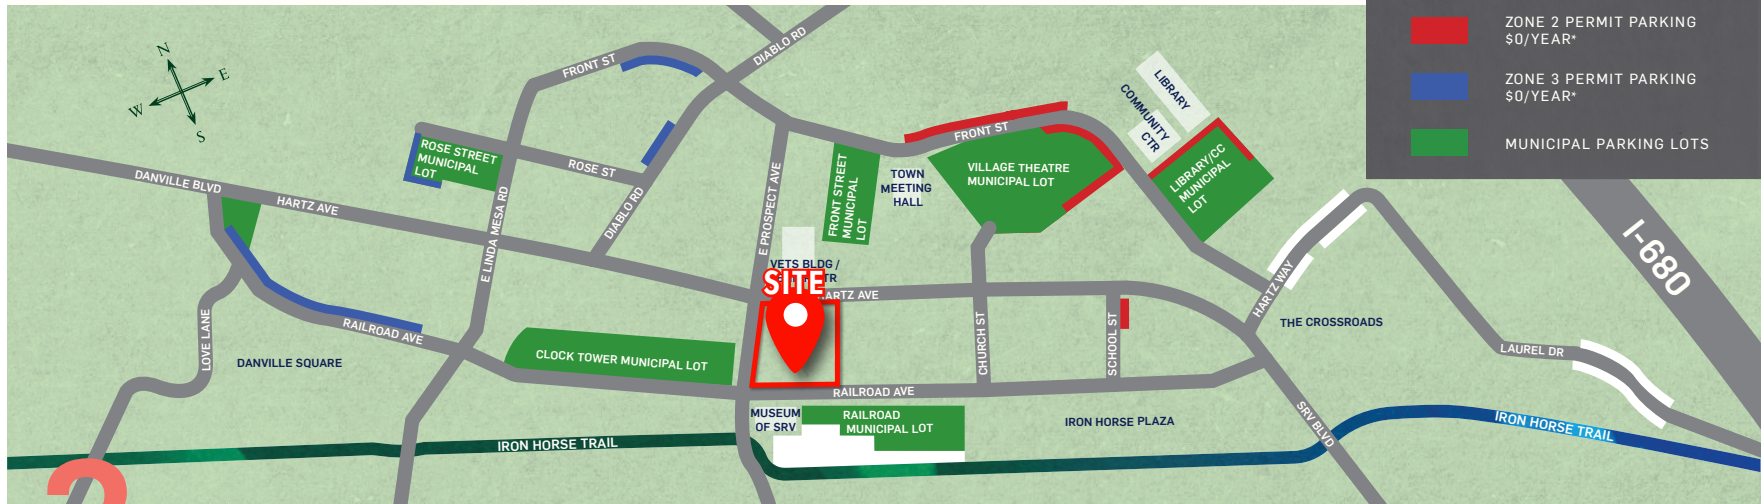 ZONE 2 PERMIT PARKING
$0/YEAR*
ZONE 3 PERMIT PARKING
$0/YEAR*
MUNICIPAL PARKING LOTS
N
E
W
S
FRONT ST
DIABLO RD
LIBRARY
COMMUNITY
CTR
ROSE STREET
MUNICIPAL
LOT
ROSE ST
FRONT ST
DANVILLE BLVD
HARTZ AVE
E LINDA MESA RD
DIABLO RD
E PROSPECT AVE
FRONT STREET
MUNICIPAL
LOT
TOWN
MEETING
HALL
VILLAGE THEATRE
MUNICIPAL LOT
LIBRARY/CC
MUNICIPAL
LOT
I-680
VETS BLDG /
TR
SITE
HARTZ AVE
HARTZ WAY
LOVE LANE
RAILROAD AVE
DANVILLE SQUARE
CLOCK TOWER MUNICIPAL LOT
CHURCH ST
SCHOOL ST
THE CROSSROADS
LAUREL DR
RAILROAD AVE
MUSEUM
OF SRV
RAILROAD
MUNICIPAL LOT
IRON HORSE PLAZA
SRV BLVD
IRON HORSE TRAIL
IRON HORSE TRAIL
2